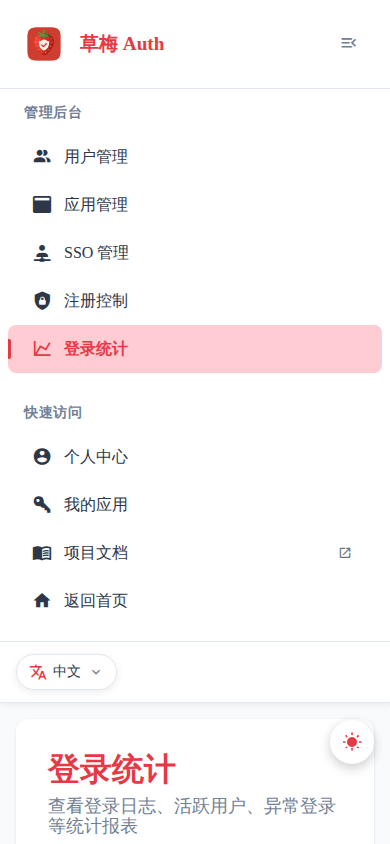 草梅 Auth
管理后台
用户管理
应用管理
SSO 管理
注册控制
登录统计
快速访问
个人中心
我的应用
项目文档
返回首页
中文
登录统计
查看登录日志、活跃用户、异常登录
等统计报表